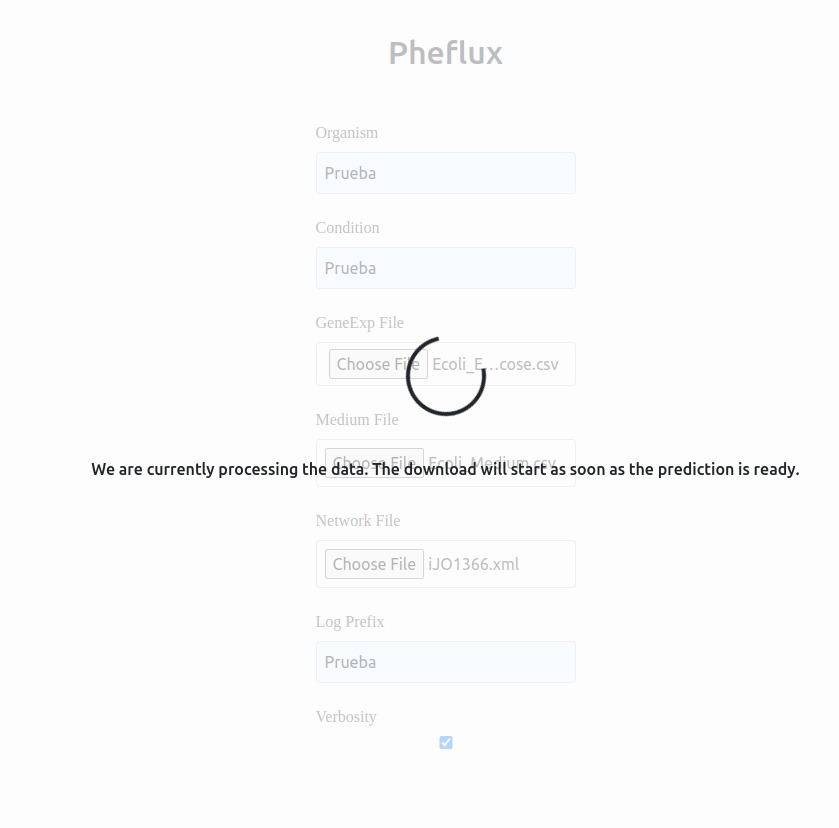 Pheflux
Organism
Prueba
Condition
Prueba
GeneExp File
Choose File Ecoli_E...cose.csv
Medium File
Choose File Ecoli_Medium.csv
We are currently processing the data. The download will start as soon as the prediction is ready.
Network File
Choose File iJO1366.xml
Log Prefix
Prueba
Verbosity